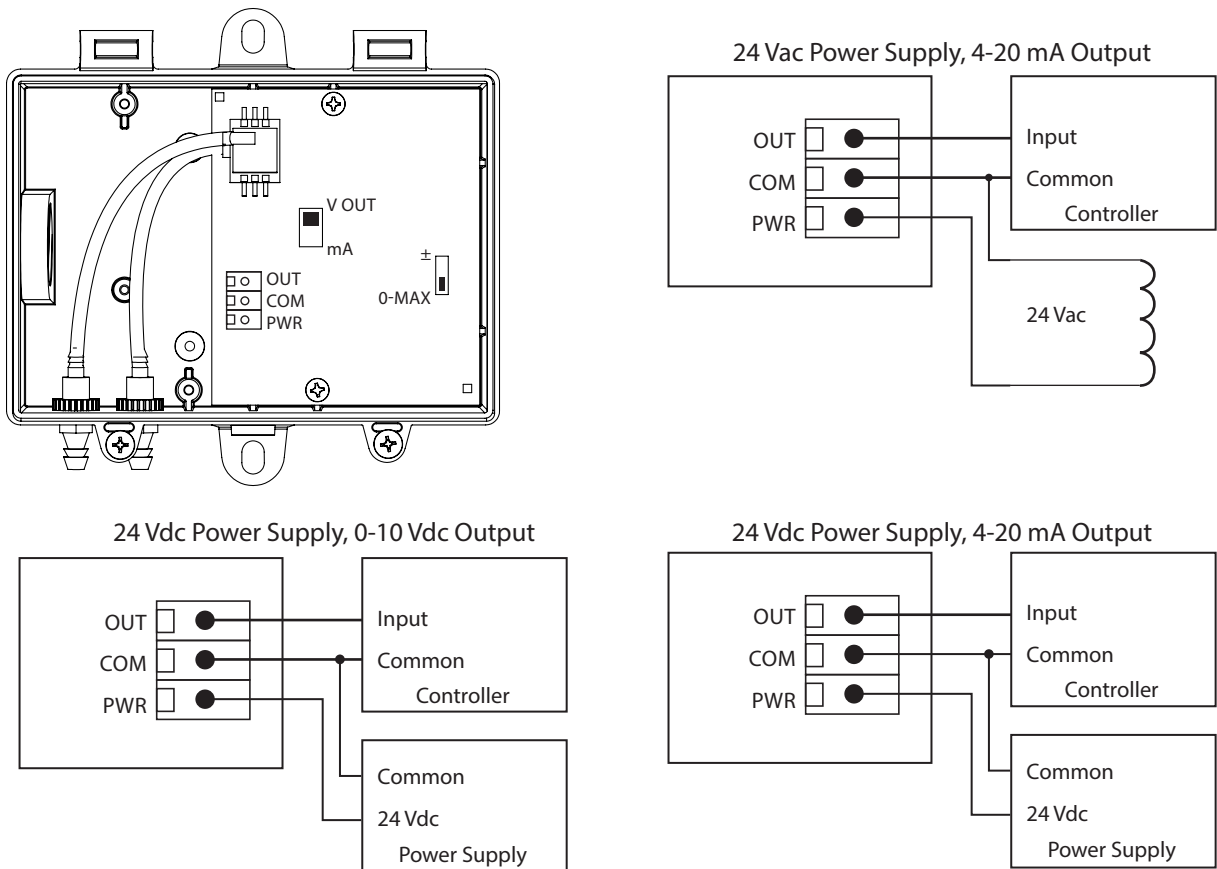 V OUT
mA
OUT
COM
PWR
±
0-MAX
24 Vac Power Supply, 4-20 mA Output
OUT
COM
PWR
Input
Common
Controller
24 Vac
24 Vdc Power Supply, 0-10 Vdc Output
OUT
COM
PWR
Input
Common
Controller
Common
24 Vdc
Power Supply
24 Vdc Power Supply, 4-20 mA Output
OUT
COM
PWR
Input
Common
Controller
Common
24 Vdc
Power Supply